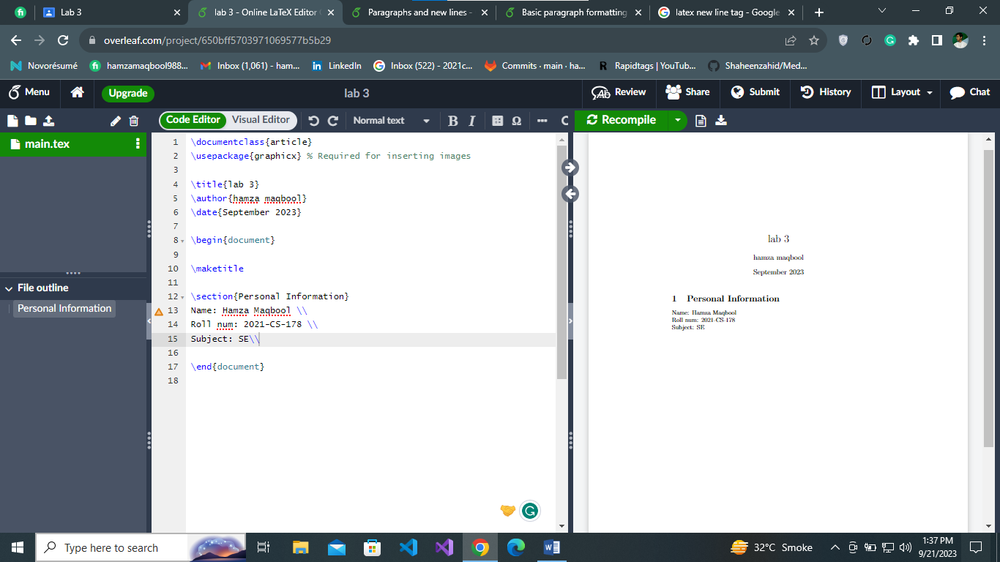 Lab 3
lab 3 - Online LaTeX Editor
Paragraphs and new lines -
Basic paragraph formatting
latex new line tag - Google
overleaf.com/project/650bff5703971069577b5b29
Novorésumé
hamzamaqbool988...
Inbox (1,061) - ham...
LinkedIn
Inbox (522) - 2021c...
Commits · main · ha...
Rapidtags | YouTub...
Shaheenzahid/Med...
Menu
Upgrade
lab 3
Review
Share
Submit
History
Layout
Chat
Code Editor
Visual Editor
Normal text
B I
Ω
Recompile
main.tex
File outline
Personal Information
1 \documentclass{article}
2 \usepackage{graphicx} % Required for inserting images
3
4 \title{lab 3}
5 \author{hamza maqbool}
6 \date{September 2023}
7
8 \begin{document}
9
10 \maketitle
11
12 \section{Personal Information}
13 Name: Hamza Maqbool \\
14 Roll num: 2021-CS-178 \\
15 Subject: SE\\
16
17 \end{document}
18
lab 3
hamza maqbool
September 2023
1 Personal Information
Name: Hamza Maqbool
Roll num: 2021-CS-178
Subject: SE
Type here to search
32°C Smoke
1:37 PM
9/21/2023